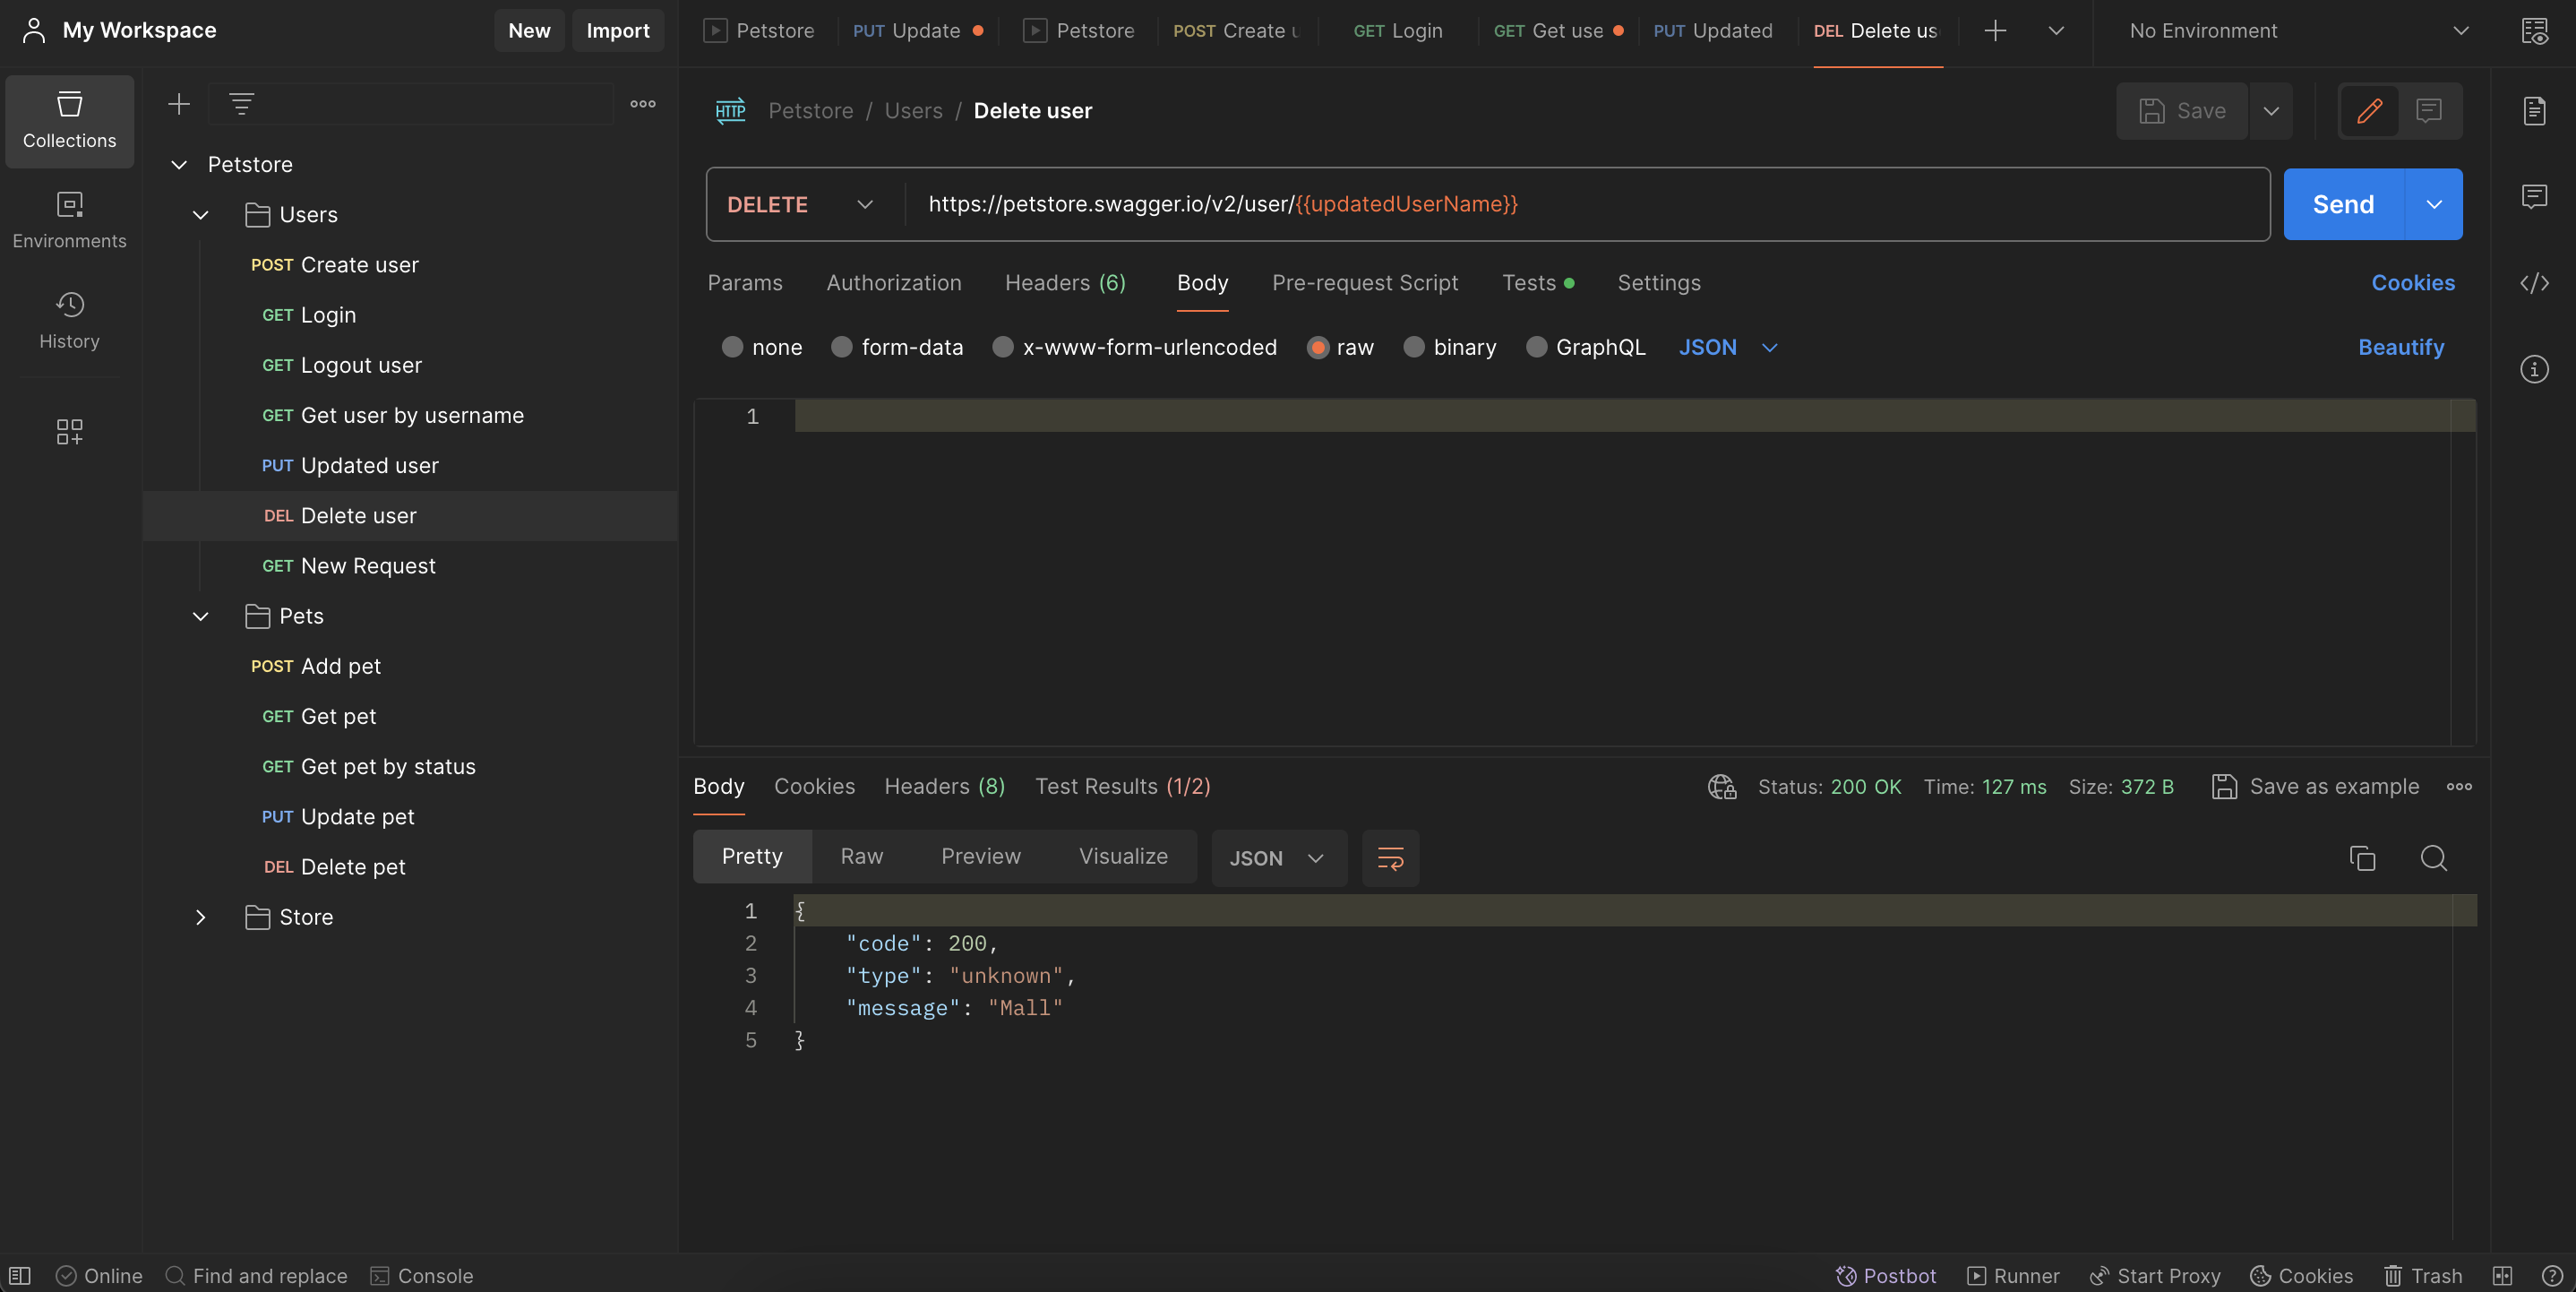 My Workspace
New
Import
Petstore
PUT Update
Petstore
POST Create u
GET Login
GET Get use
PUT Updated
DEL Delete us
No Environment
Collections
Environments
History
Petstore
Users
POST Create user
GET Login
GET Logout user
GET Get user by username
PUT Updated user
DEL Delete user
GET New Request
Pets
POST Add pet
GET Get pet
GET Get pet by status
PUT Update pet
DEL Delete pet
Store
HTTP Petstore / Users / Delete user
Save
DELETE https://petstore.swagger.io/v2/user/{{updatedUserName}}
Send
Params Authorization Headers (6) Body Pre-request Script Tests Settings Cookies
none form-data x-www-form-urlencoded raw binary GraphQL JSON Beautify
1
Body Cookies Headers (8) Test Results (1/2) Status: 200 OK Time: 127 ms Size: 372 B Save as example
Pretty Raw Preview Visualize JSON
1 {
2 "code": 200,
3 "type": "unknown",
4 "message": "Mall"
5 }
Online Find and replace Console Postbot Runner Start Proxy Cookies Trash